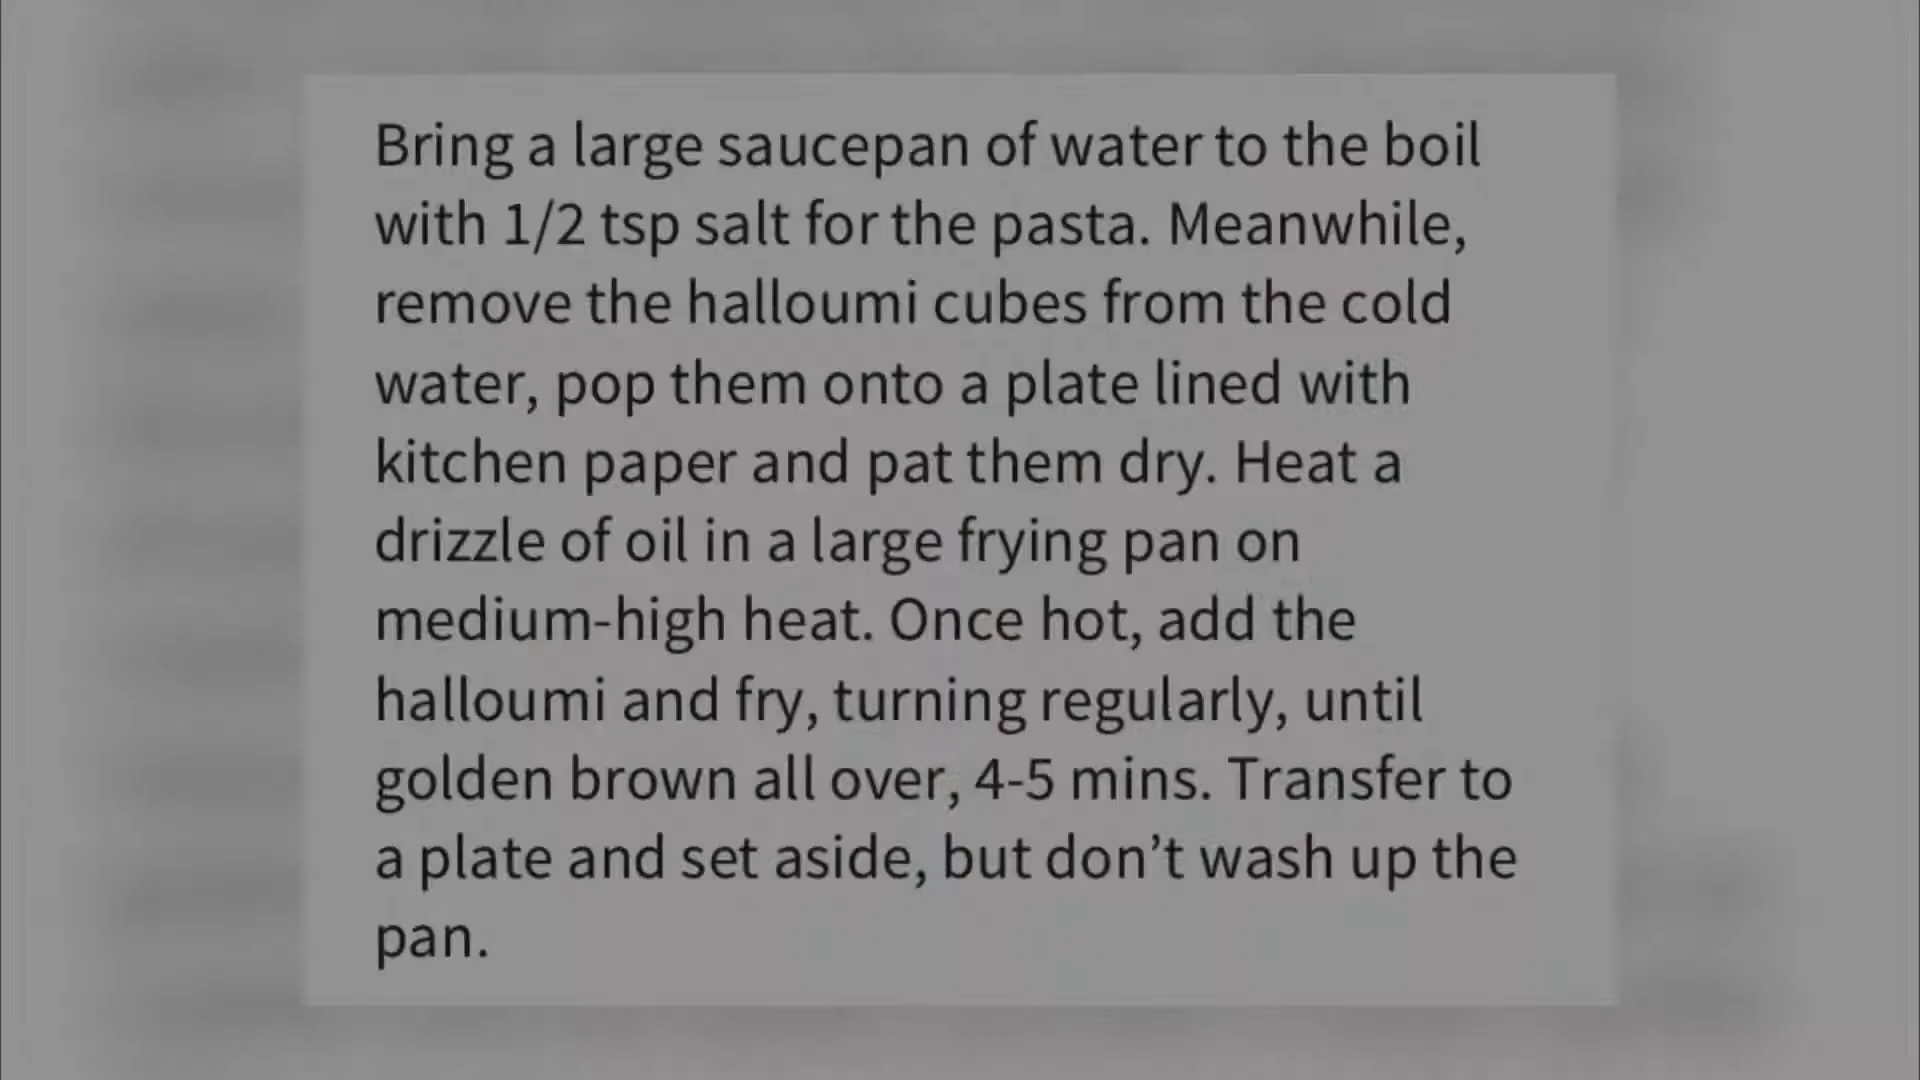 Bring a large saucepan of water to the boil
with 1/2 tsp salt for the pasta. Meanwhile,
remove the halloumi cubes from the cold
water, pop them onto a plate lined with
kitchen paper and pat them dry. Heat a
drizzle of oil in a large frying pan on
medium-high heat. Once hot, add the
halloumi and fry, turning regularly, until
golden brown all over, 4-5 mins. Transfer to
a plate and set aside, but don’t wash up the
pan.